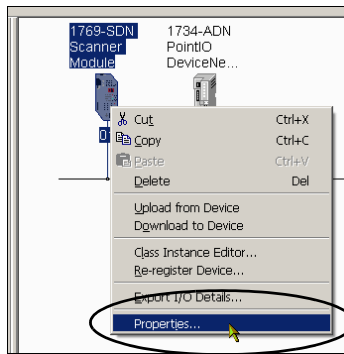 1769-SDN
Scanner
Module
1734-ADN
PointIO
DeviceNe...
Cut Ctrl+X
Copy Ctrl+C
Paste Ctrl+V
Delete Del
Upload from Device
Download to Device
Class Instance Editor...
Re-register Device...
Export I/O Details...
Properties...